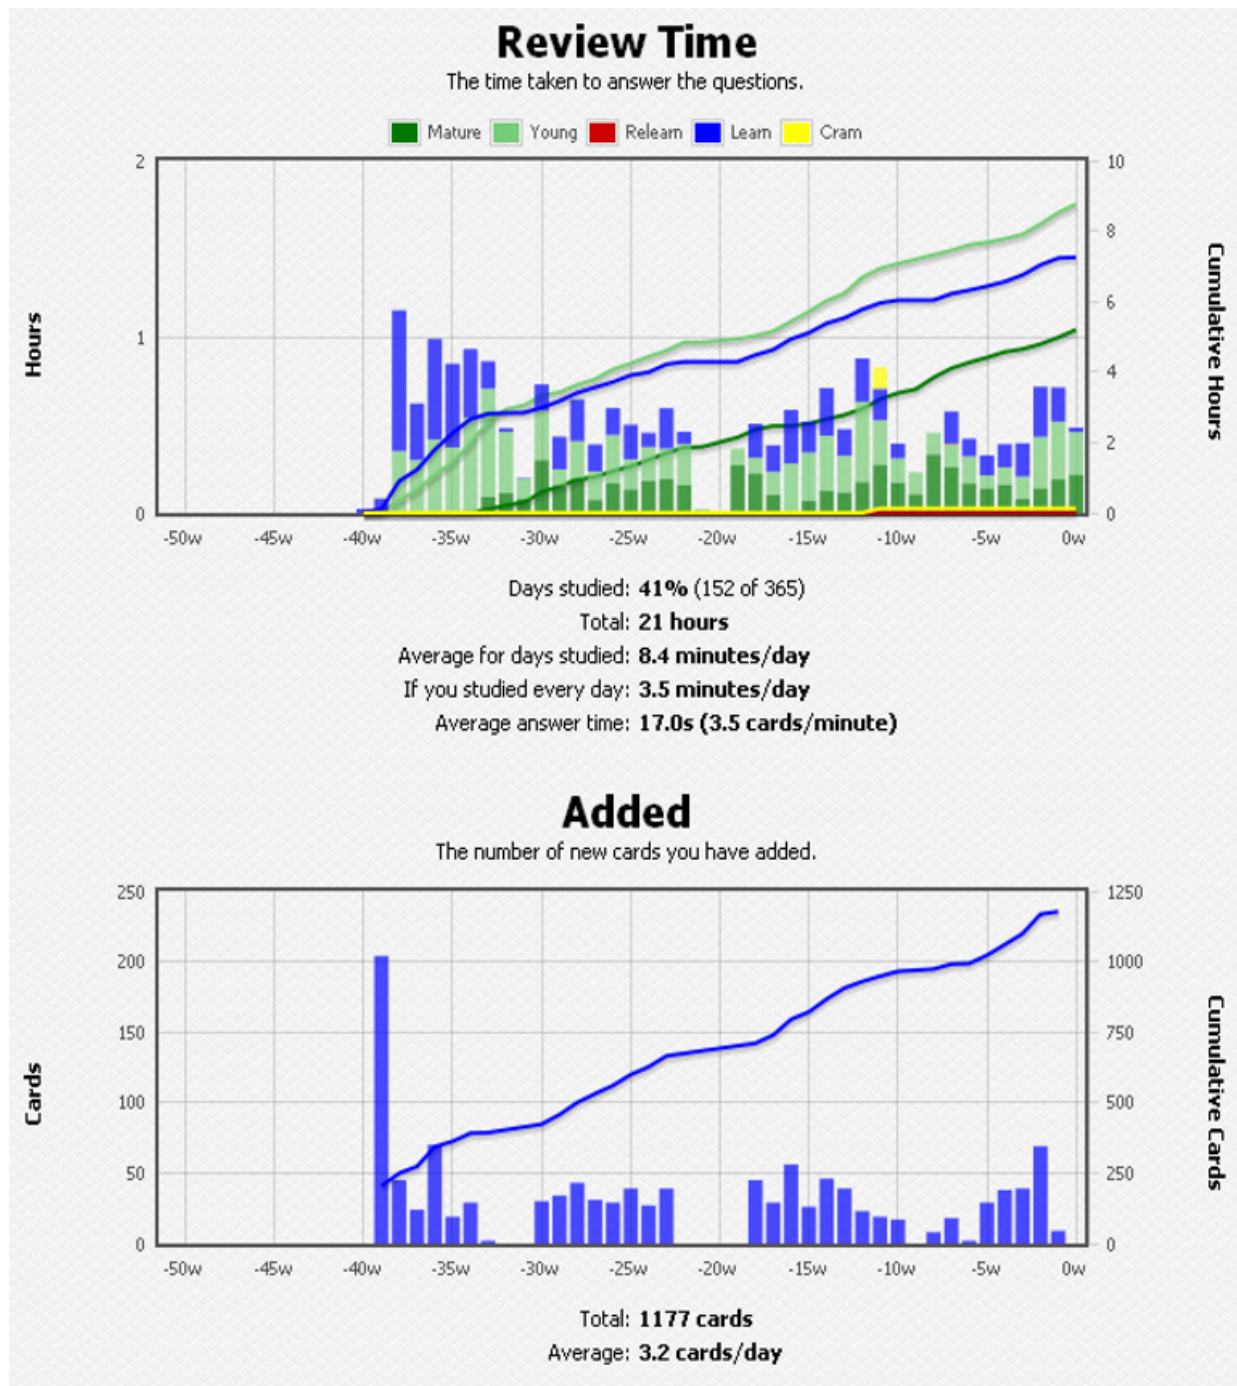 Review Time
The time taken to answer the questions.
Mature Young Relearn Learn Cram
2 10
8
6
1
4
2
0 0
Hours
Cumulative Hours
-50w -45w -40w -35w -30w -25w -20w -15w -10w -5w 0w
Days studied: 41% (152 of 365)
Total: 21 hours
Average for days studied: 8.4 minutes/day
If you studied every day: 3.5 minutes/day
Average answer time: 17.0s (3.5 cards/minute)
Added
The number of new cards you have added.
250 1250
200 1000
150 750
100 500
50 250
0 0
Cards
Cumulative Cards
-50w -45w -40w -35w -30w -25w -20w -15w -10w -5w 0w
Total: 1177 cards
Average: 3.2 cards/day